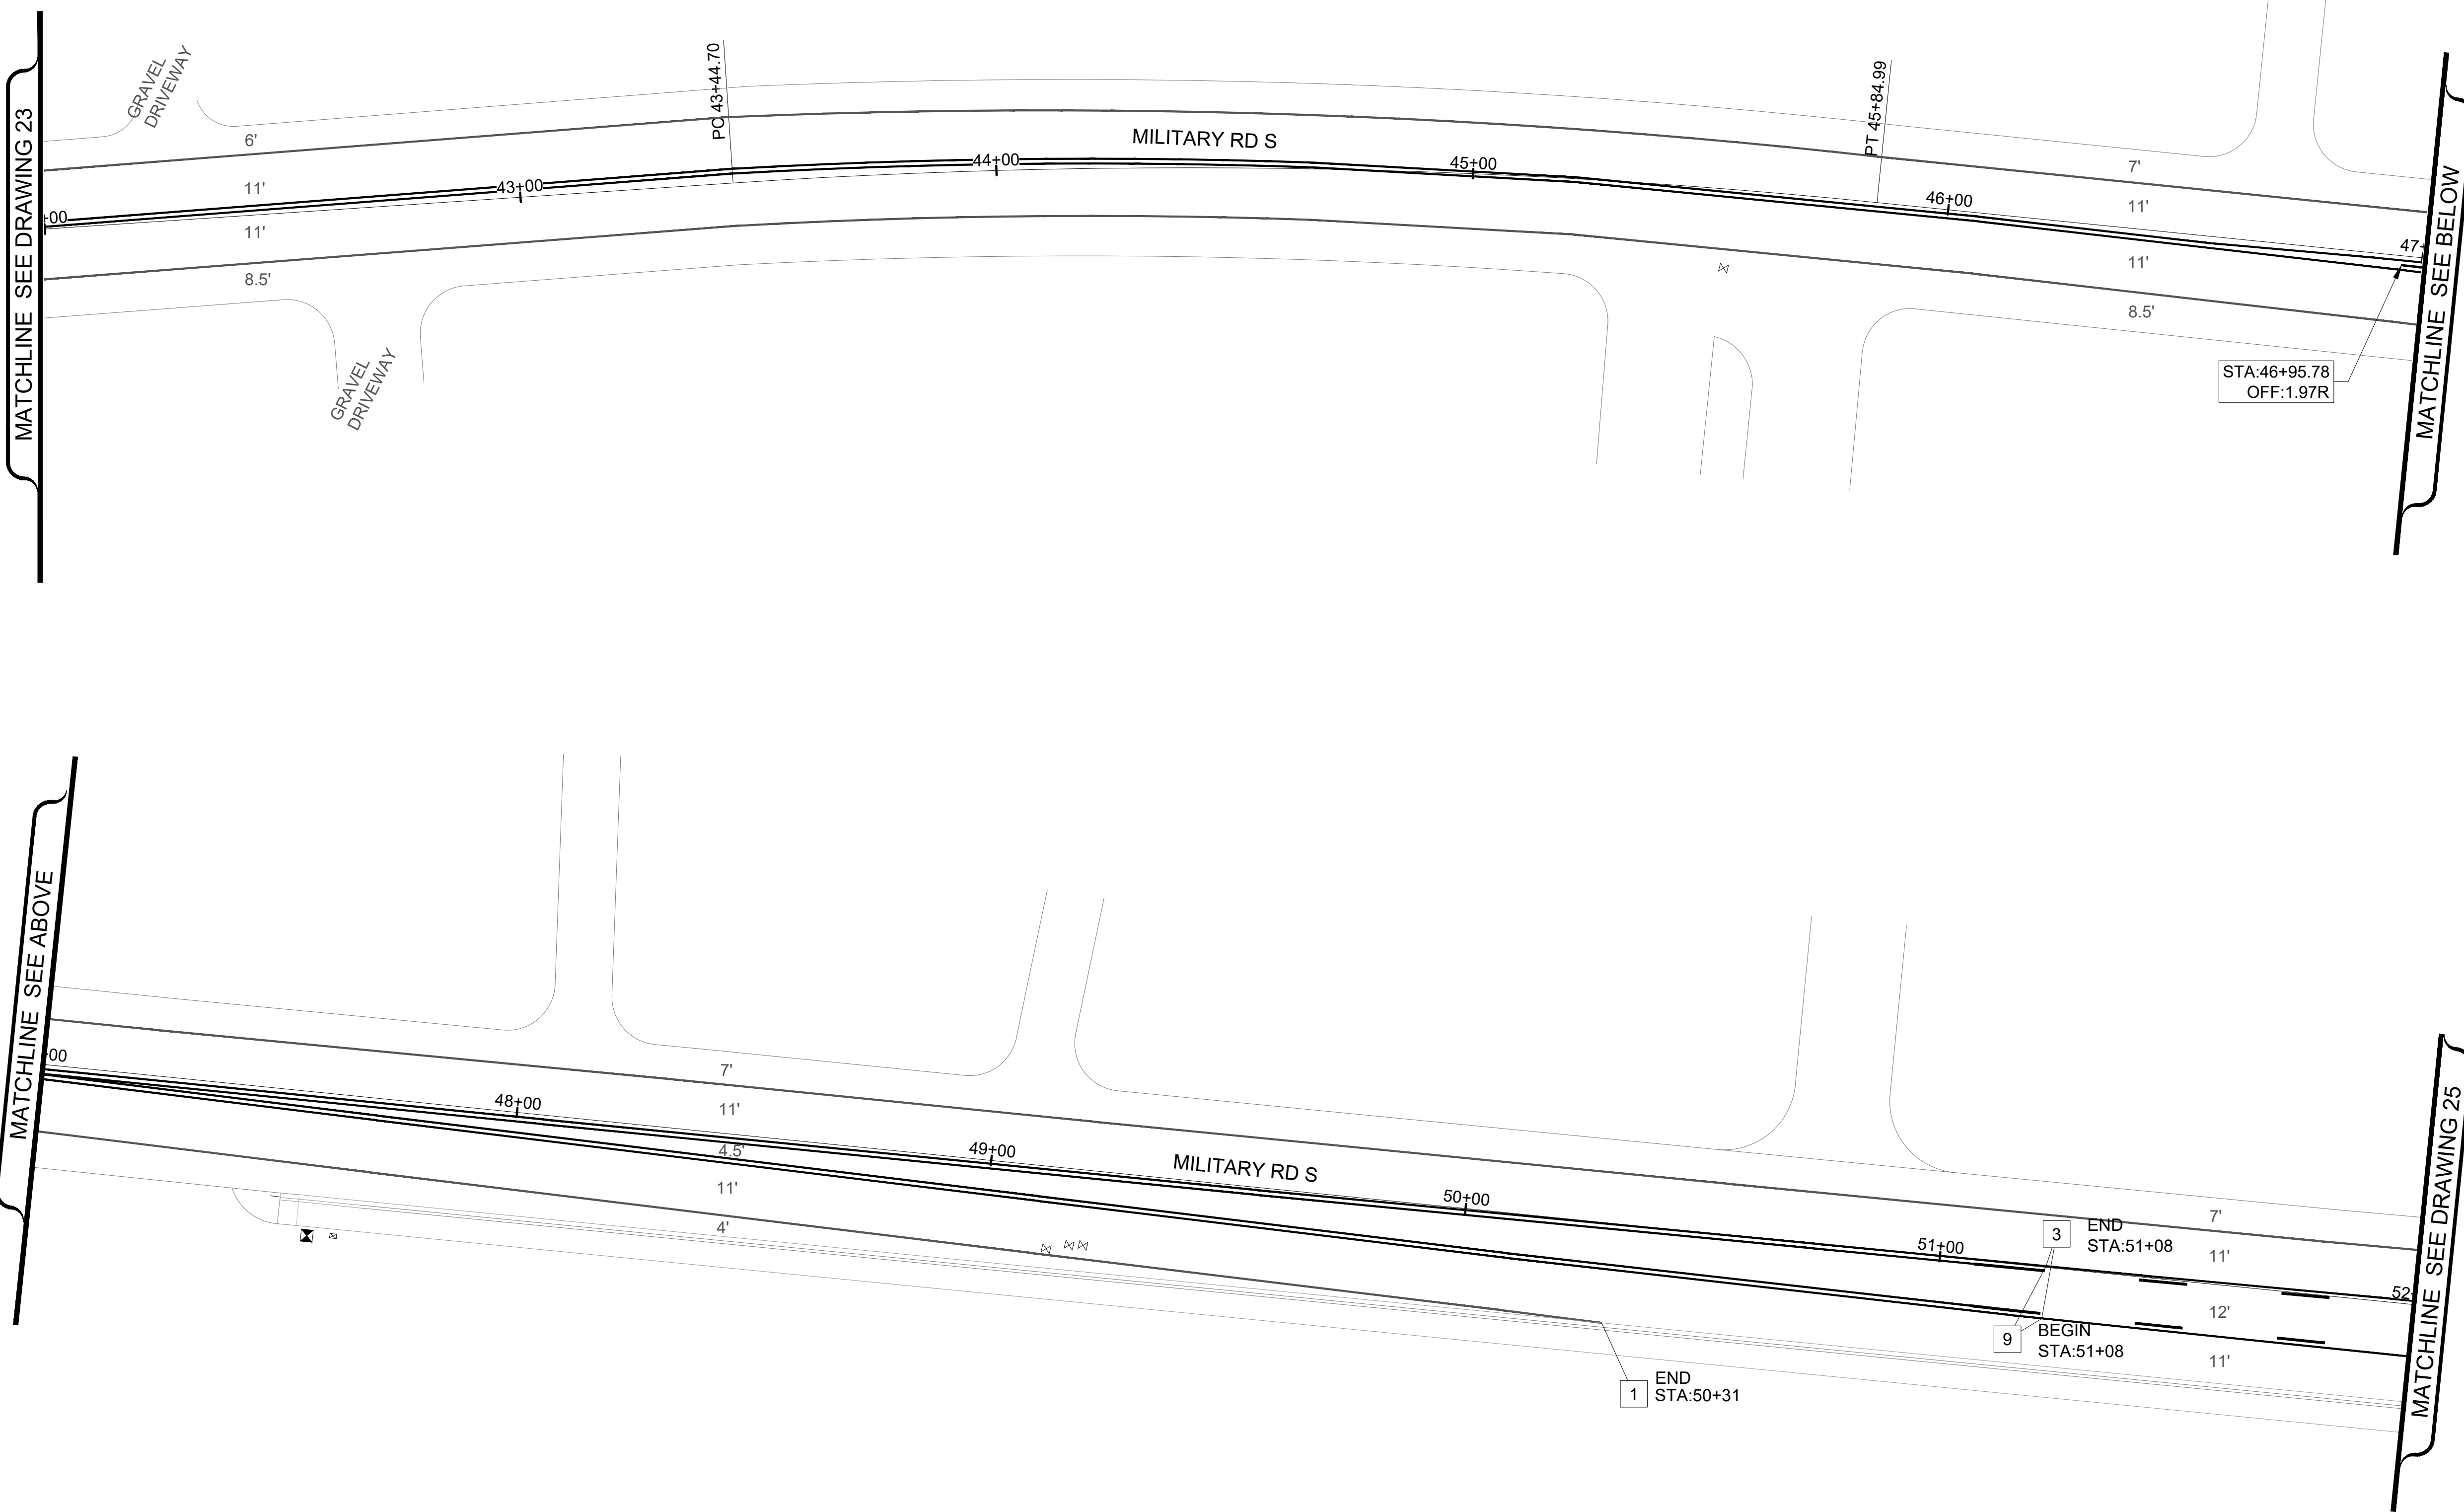 MATCHLINE SEE DRAWING 23
GRAVEL
DRIVEWAY
6'
11'
11'
8.5'
+00
43+00
GRAVEL
DRIVEWAY
PC 43+44.70
44+00
MILITARY RD S
45+00
PT 45+84.99
46+00
7'
11'
11'
8.5'
47+
STA:46+95.78
OFF:1.97R
MATCHLINE SEE BELOW
MATCHLINE SEE ABOVE
+00
48+00
7'
11'
4.5'
11'
4'
49+00
MILITARY RD S
50+00
51+00
3
END
STA:51+08
9
BEGIN
STA:51+08
1
END
STA:50+31
7'
11'
12'
11'
52
MATCHLINE SEE DRAWING 25